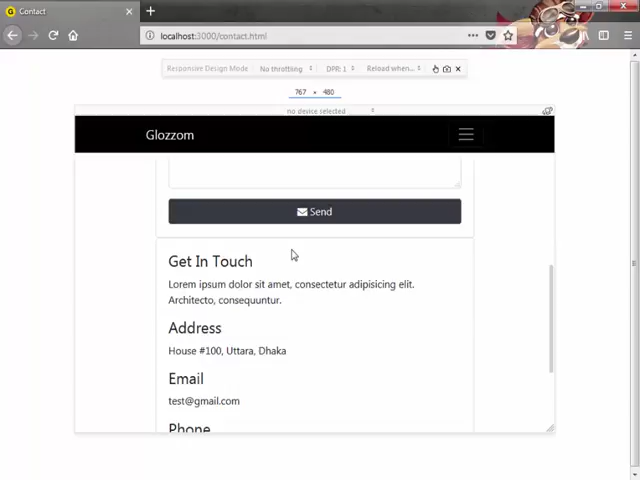 Contact
localhost:3000/contact.html
Responsive Design Mode No throttling DPR: 1 Reload when...
767 × 480
no device selected
Glozzom
Send
Get In Touch
Lorem ipsum dolor sit amet, consectetur adipisicing elit.
Architecto, consequuntur.
Address
House #100, Uttara, Dhaka
Email
test@gmail.com
Phone